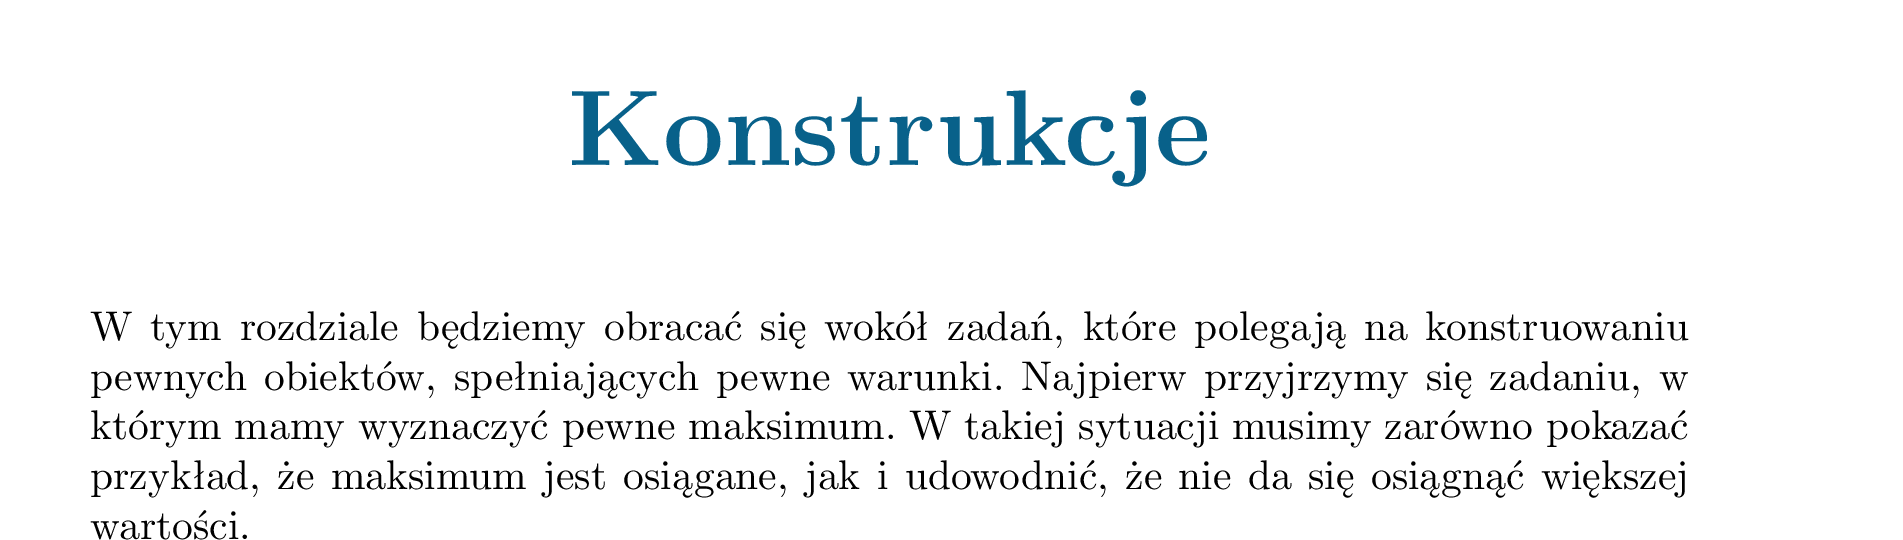 Konstrukcje
W tym rozdziale będziemy obracać się wokół zadań, które polegają na konstruowaniu
pewnych obiektów, spełniających pewne warunki. Najpierw przyjrzymy się zadaniu, w
którym mamy wyznaczyć pewne maksimum. W takiej sytuacji musimy zarówno pokazać
przykład, że maksimum jest osiągane, jak i udowodnić, że nie da się osiągnąć większej
wartości.